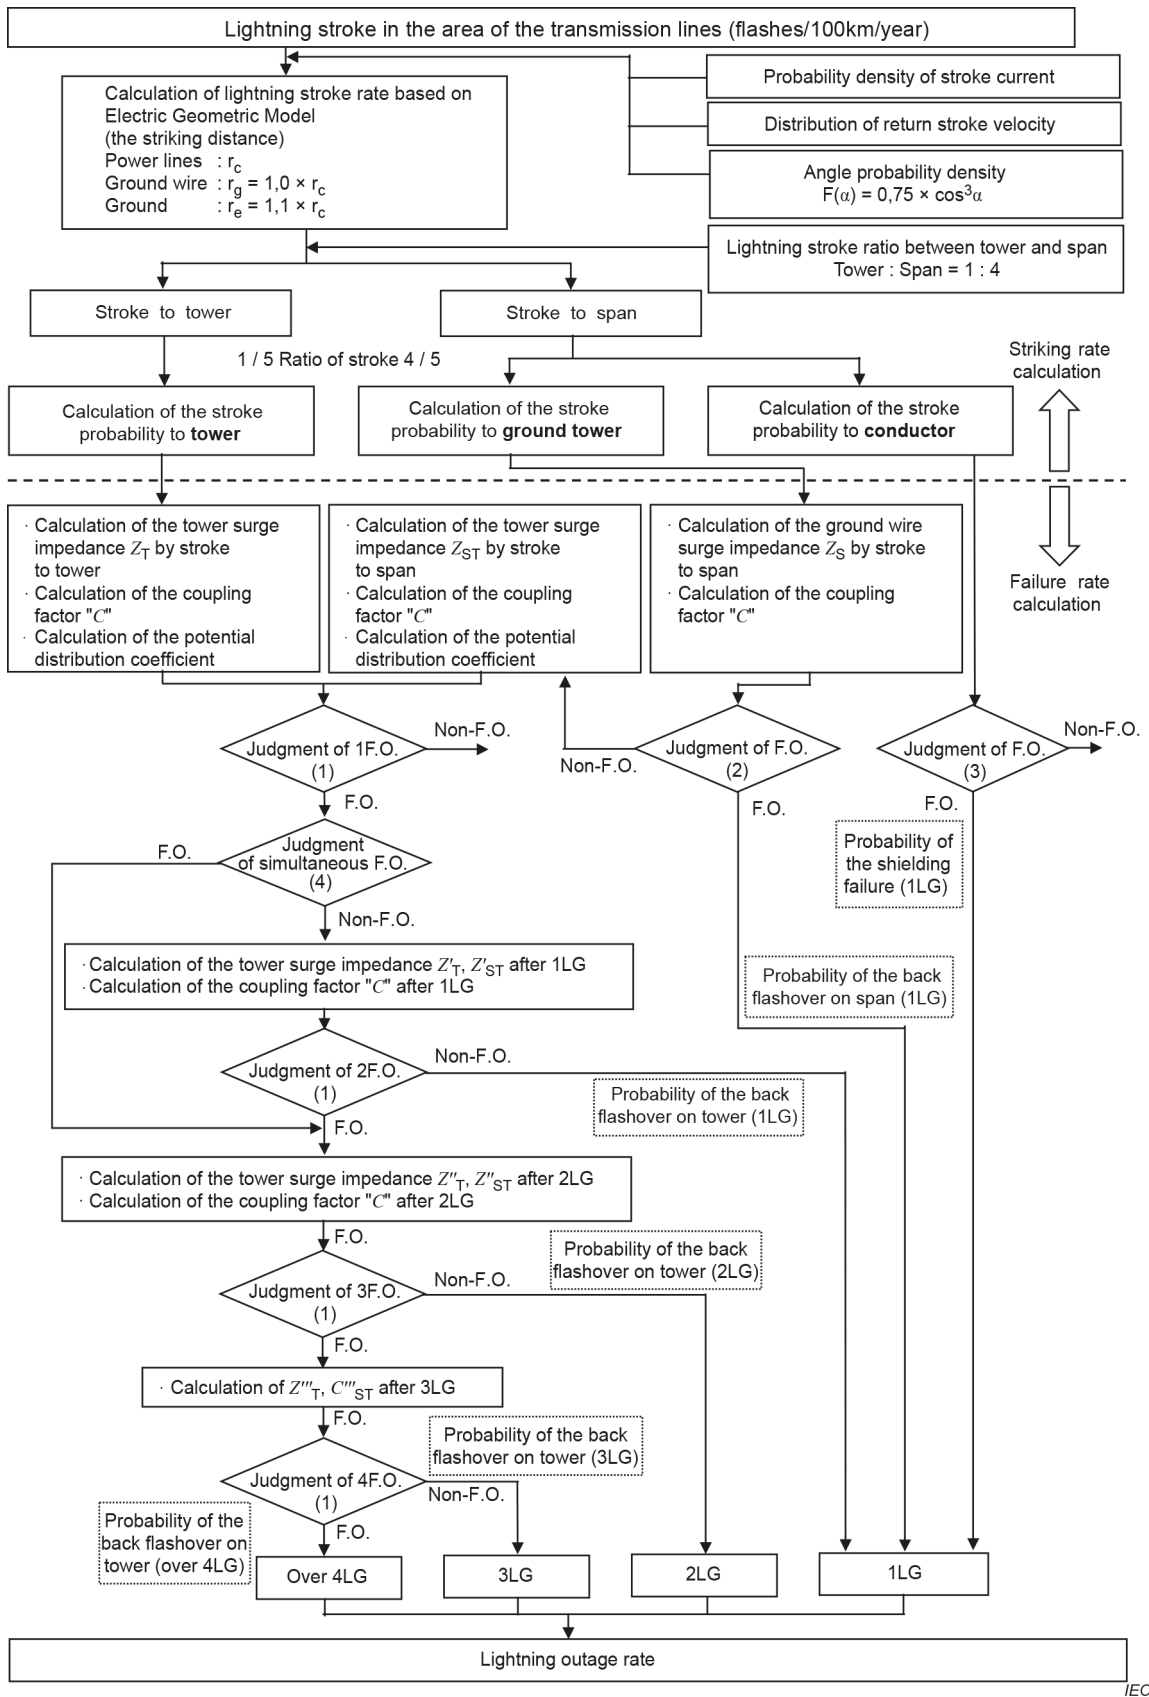 Lightning stroke in the area of the transmission lines (flashes/100km/year)
Calculation of lightning stroke rate based on
Electric Geometric Model
(the striking distance)
Power lines : rc
Ground wire : rg = 1,0 × rc
Ground : re = 1,1 × rc
Probability density of stroke current
Distribution of return stroke velocity
Angle probability density
F(α) = 0,75 × cos³α
Lightning stroke ratio between tower and span
Tower : Span = 1 : 4
Stroke to tower
Stroke to span
1 / 5 Ratio of stroke 4 / 5
Striking rate
calculation
Calculation of the stroke
probability to tower
Calculation of the stroke
probability to ground tower
Calculation of the stroke
probability to conductor
· Calculation of the tower surge
impedance ZT by stroke
to tower
· Calculation of the coupling
factor "C"
· Calculation of the potential
distribution coefficient
· Calculation of the tower surge
impedance ZST by stroke
to span
· Calculation of the coupling
factor "C"
· Calculation of the potential
distribution coefficient
· Calculation of the ground wire
surge impedance ZS by stroke
to span
· Calculation of the coupling
factor "C"
Failure rate
calculation
Judgment of 1F.O.
(1)
Non-F.O.
F.O.
Judgment of F.O.
(2)
Non-F.O.
F.O.
Judgment of F.O.
(3)
Non-F.O.
F.O.
Probability of
the shielding
failure (1LG)
Judgment
of simultaneous F.O.
(4)
F.O.
Non-F.O.
· Calculation of the tower surge impedance Z′T, Z′ST after 1LG
· Calculation of the coupling factor "C" after 1LG
Probability of the back
flashover on span (1LG)
Judgment of 2F.O.
(1)
Non-F.O.
Probability of the back
flashover on tower (1LG)
F.O.
· Calculation of the tower surge impedance Z″T, Z″ST after 2LG
· Calculation of the coupling factor "C" after 2LG
F.O.
Probability of the back
flashover on tower (2LG)
Judgment of 3F.O.
(1)
Non-F.O.
F.O.
· Calculation of Z‴T, C‴ST after 3LG
F.O.
Probability of the back
flashover on tower (3LG)
Judgment of 4F.O.
(1)
Non-F.O.
F.O.
Probability of the
back flashover on
tower (over 4LG)
Over 4LG
3LG
2LG
1LG
Lightning outage rate
IEC